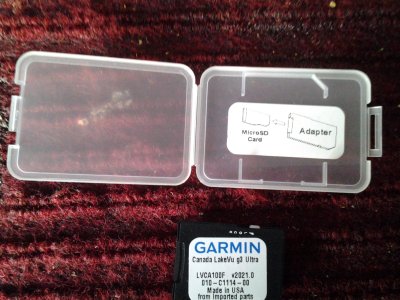 MicroSD
Card
Adapter
GARMIN
Canada LakeVu g3 Ultra
LVCA100F v2021.0
010-C1114-00
Made in USA
from imported parts